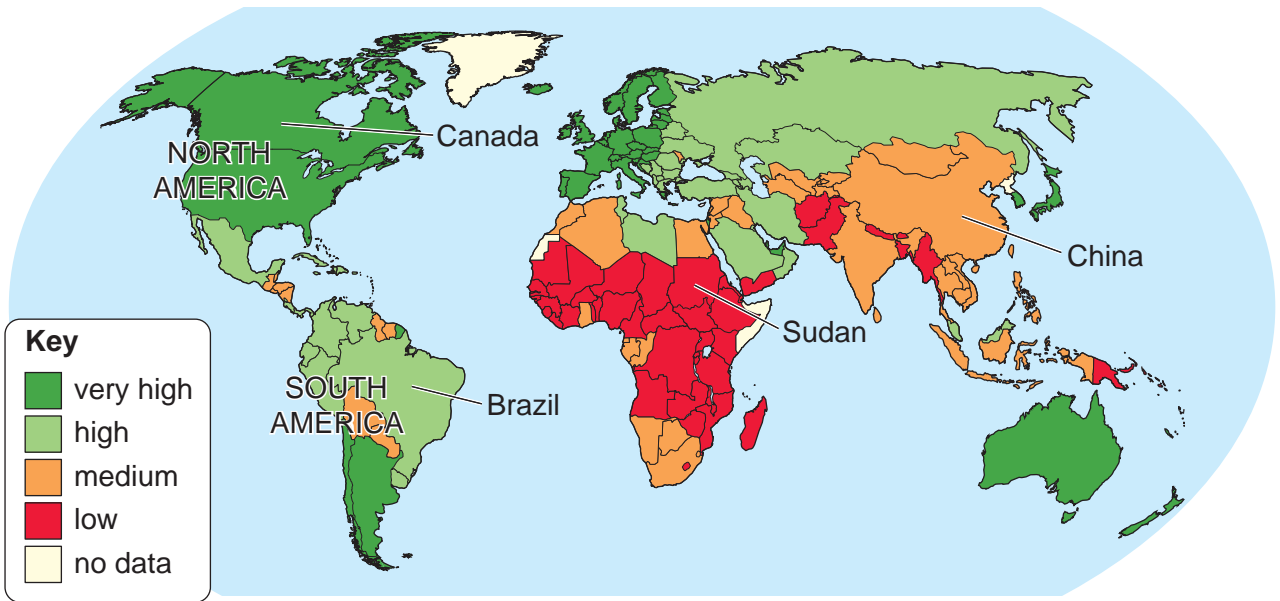 Canada
NORTH
AMERICA
China
Sudan
SOUTH
AMERICA
Brazil
Key
very high
high
medium
low
no data